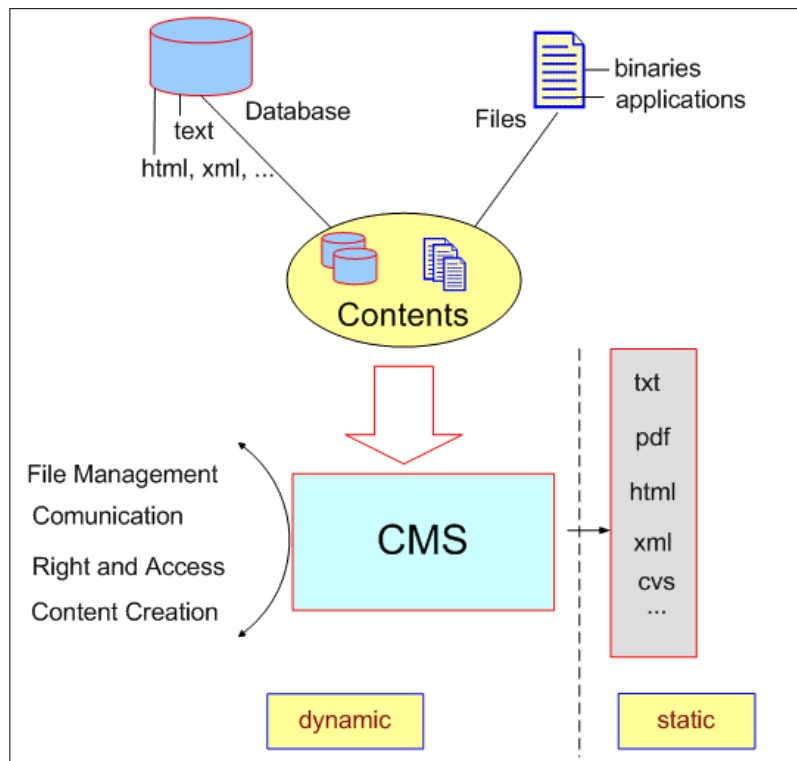 Database
text
html, xml, ...
Files
binaries
applications
Contents
File Management
Comunication
Right and Access
Content Creation
CMS
txt
pdf
html
xml
cvs
...
dynamic
static